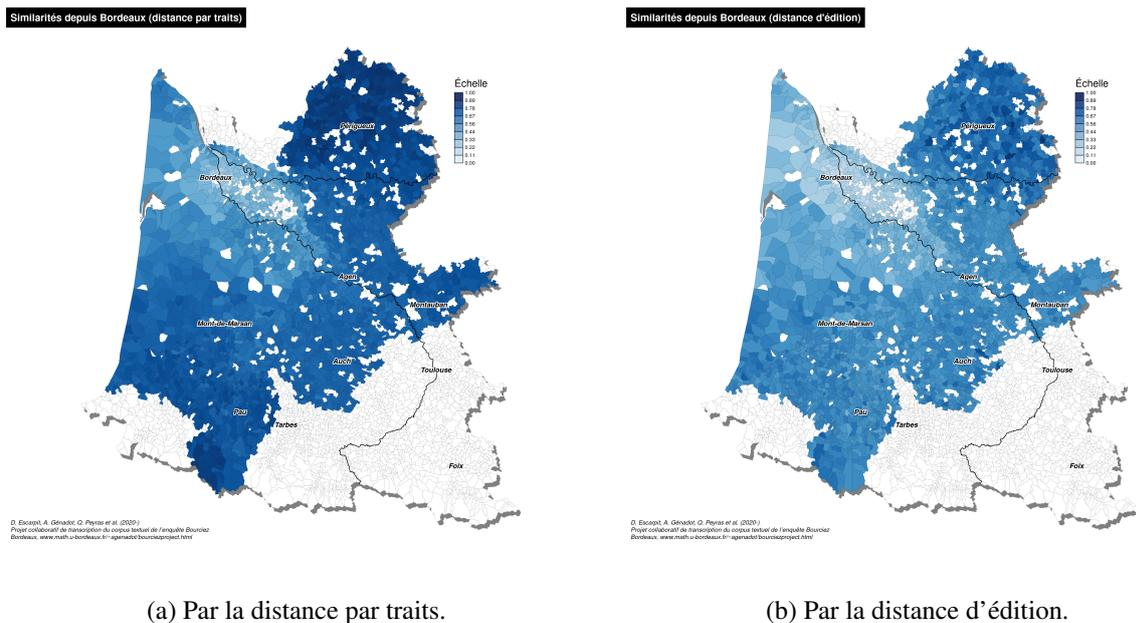 Similarités depuis Bordeaux (distance par traits)
Échelle
1.00
0.89
0.78
0.67
0.56
0.44
0.33
0.22
0.11
0.00
Périgueux
Bordeaux
Agen
Montauban
Mont-de-Marsan
Auch
Toulouse
Pau
Tarbes
Foix
D. Escarpit, A. Génadot, Q. Peyras et al. (2020-)
Projet collaboratif de transcription du corpus textuel de l'enquête Bourciez
Bordeaux, www.math.u-bordeaux.fr/~agenadot/bourciezproject.html
(a) Par la distance par traits.
Similarités depuis Bordeaux (distance d'édition)
Échelle
1.00
0.89
0.78
0.67
0.56
0.44
0.33
0.22
0.11
0.00
Périgueux
Bordeaux
Agen
Montauban
Mont-de-Marsan
Auch
Toulouse
Pau
Tarbes
Foix
D. Escarpit, A. Génadot, Q. Peyras et al. (2020-)
Projet collaboratif de transcription du corpus textuel de l'enquête Bourciez
Bordeaux, www.math.u-bordeaux.fr/~agenadot/bourciezproject.html
(b) Par la distance d'édition.